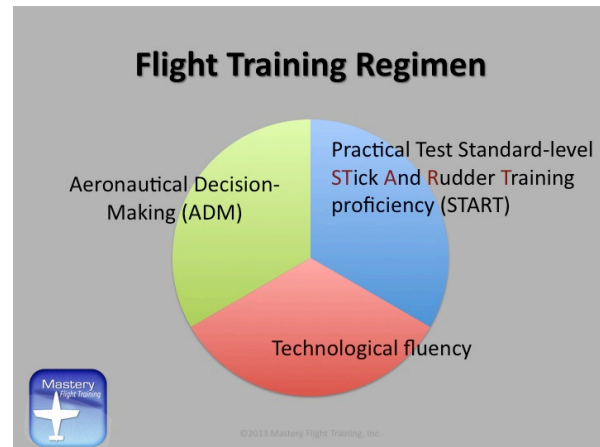 Flight Training Regimen
Practical Test Standard-level
STick And Rudder Training
proficiency (START)
Aeronautical Decision-
Making (ADM)
Technological fluency
Mastery
Flight Training
©2013 Mastery Flight Training, Inc.